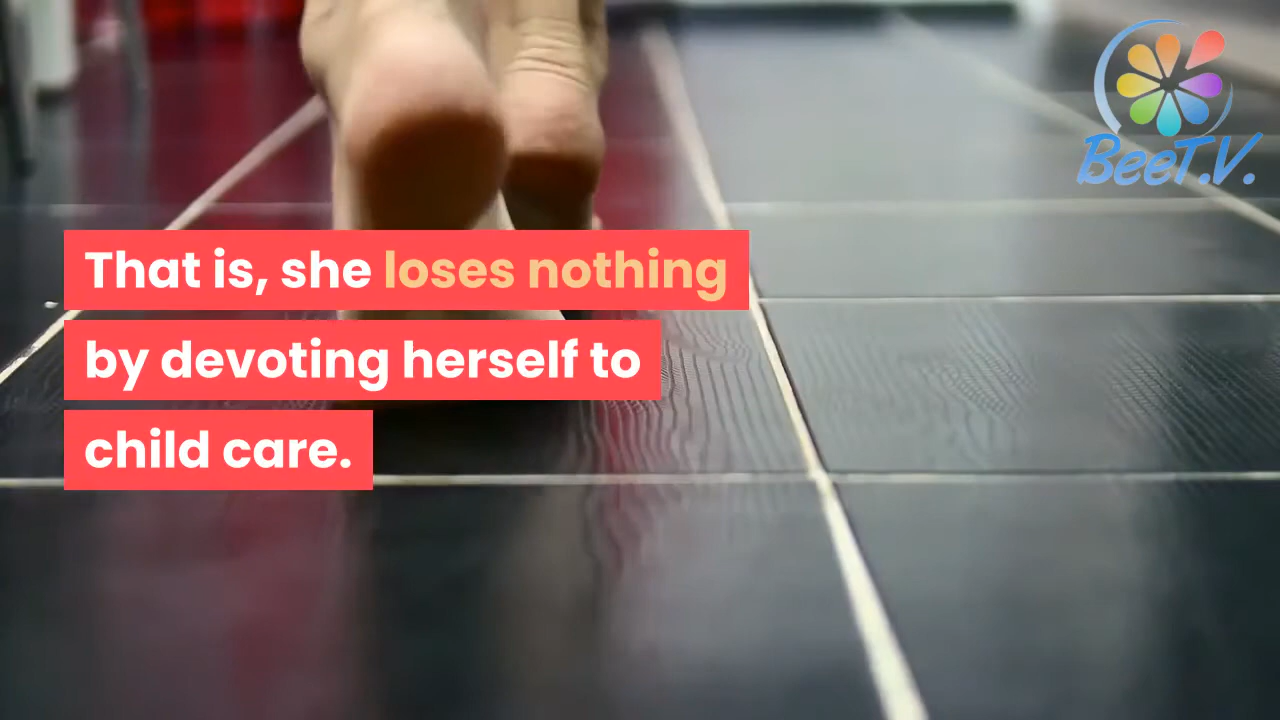 BeeT.V.
That is, she loses nothing
by devoting herself to
child care.